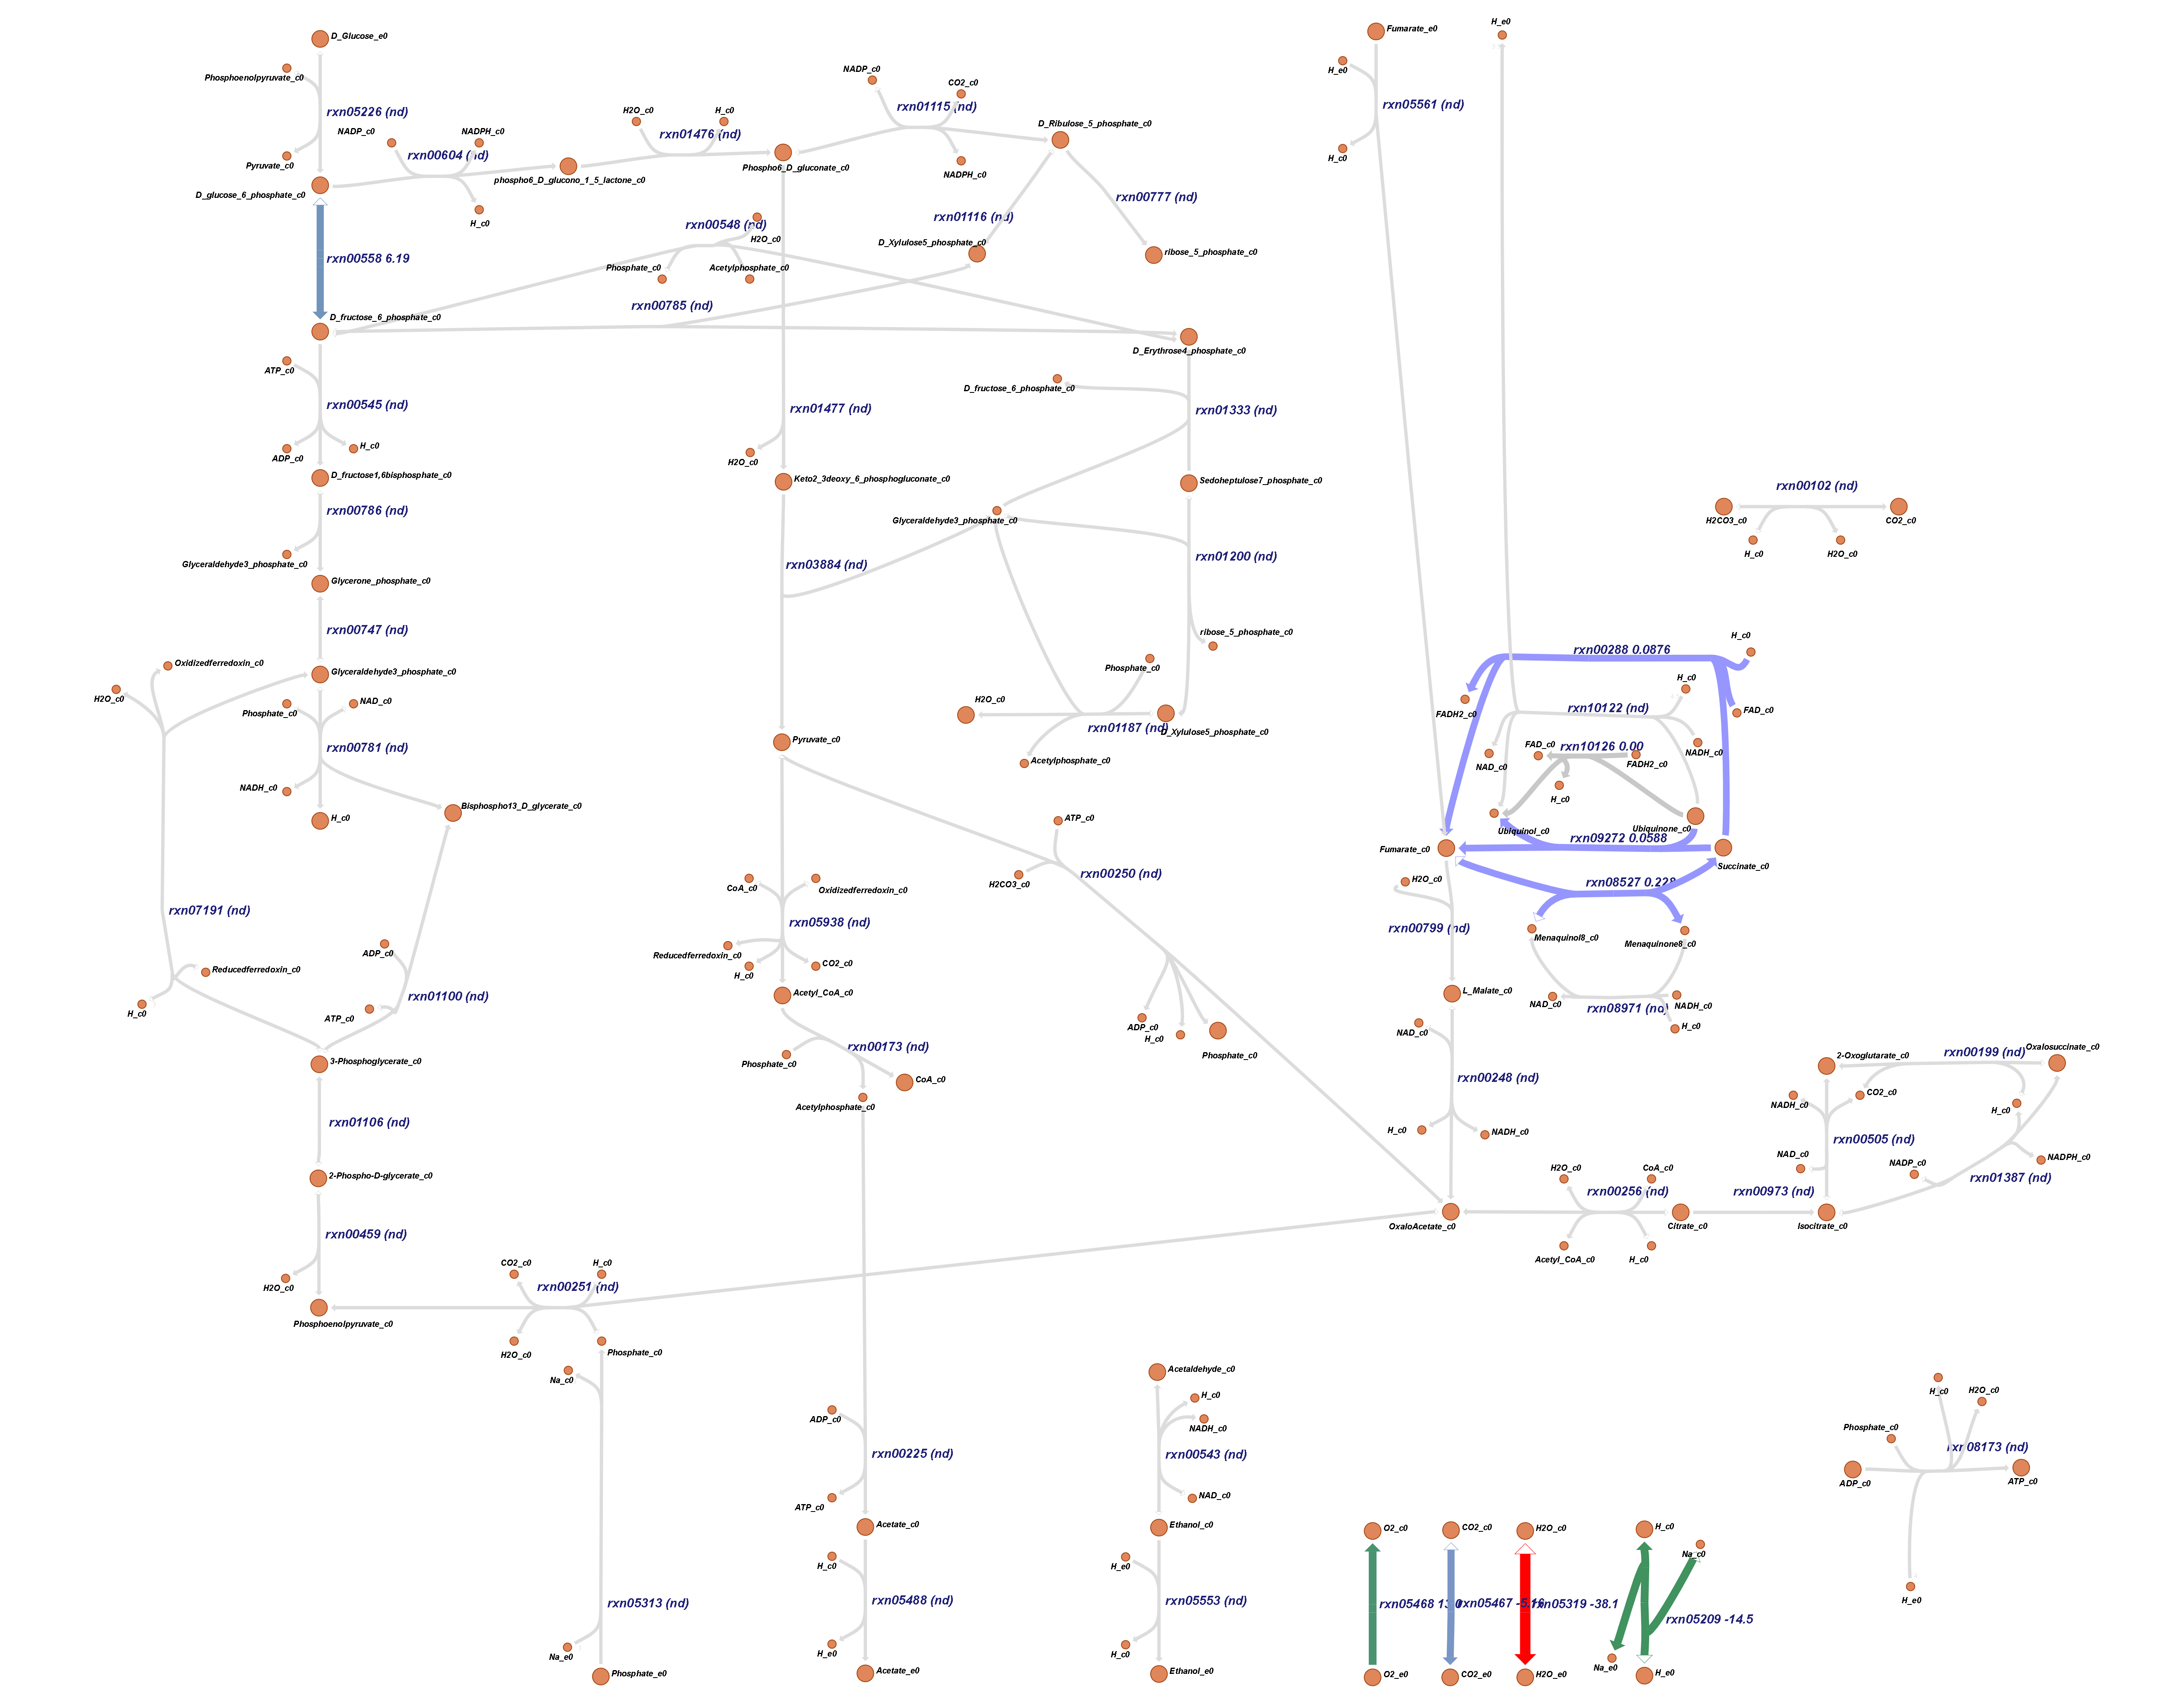 D_Glucose_e0
Phosphoenolpyruvate_c0
rxn05226 (nd)
Pyruvate_c0
D_glucose_6_phosphate_c0
NADP_c0
NADPH_c0
rxn00604 (nd)
H_c0
phospho6_D_glucono_1_5_lactone_c0
H2O_c0
H_c0
rxn01476 (nd)
Phospho6_D_gluconate_c0
NADP_c0
CO2_c0
rxn01115 (nd)
NADPH_c0
D_Ribulose_5_phosphate_c0
rxn00777 (nd)
rxn01116 (nd)
D_Xylulose5_phosphate_c0
ribose_5_phosphate_c0
rxn00548 (nd)
H2O_c0
Phosphate_c0
Acetylphosphate_c0
rxn00785 (nd)
rxn00558 6.19
D_fructose_6_phosphate_c0
D_Erythrose4_phosphate_c0
ATP_c0
rxn00545 (nd)
ADP_c0
H_c0
D_fructose1,6bisphosphate_c0
rxn00786 (nd)
Glyceraldehyde3_phosphate_c0
Glycerone_phosphate_c0
rxn00747 (nd)
Oxidizedferredoxin_c0
H2O_c0
Glyceraldehyde3_phosphate_c0
Phosphate_c0
NAD_c0
rxn00781 (nd)
NADH_c0
H_c0
Bisphospho13_D_glycerate_c0
rxn07191 (nd)
Reducedferredoxin_c0
H_c0
ADP_c0
rxn01100 (nd)
ATP_c0
3-Phosphoglycerate_c0
rxn01106 (nd)
2-Phospho-D-glycerate_c0
rxn00459 (nd)
H2O_c0
Phosphoenolpyruvate_c0
rxn01477 (nd)
H2O_c0
Keto2_3deoxy_6_phosphogluconate_c0
rxn03884 (nd)
D_fructose_6_phosphate_c0
rxn01333 (nd)
Sedoheptulose7_phosphate_c0
Glyceraldehyde3_phosphate_c0
rxn01200 (nd)
ribose_5_phosphate_c0
Phosphate_c0
H2O_c0
rxn01187 (nd)
D_Xylulose5_phosphate_c0
Acetylphosphate_c0
Pyruvate_c0
ATP_c0
H2CO3_c0
rxn00250 (nd)
ADP_c0
H_c0
Phosphate_c0
CoA_c0
Oxidizedferredoxin_c0
rxn05938 (nd)
Reducedferredoxin_c0
H_c0
CO2_c0
Acetyl_CoA_c0
Phosphate_c0
rxn00173 (nd)
CoA_c0
Acetylphosphate_c0
CO2_c0
H_c0
rxn00251 (nd)
H2O_c0
Phosphate_c0
Na_c0
rxn05313 (nd)
Na_e0
Phosphate_e0
ADP_c0
rxn00225 (nd)
ATP_c0
Acetate_c0
H_c0
rxn05488 (nd)
H_e0
Acetate_e0
Acetaldehyde_c0
H_c0
NADH_c0
rxn00543 (nd)
NAD_c0
Ethanol_c0
H_e0
rxn05553 (nd)
H_c0
Ethanol_e0
Fumarate_e0
H_e0
H_e0
rxn05561 (nd)
H_c0
rxn00102 (nd)
H2CO3_c0
CO2_c0
H_c0
H2O_c0
rxn00288 0.0876
H_c0
FADH2_c0
FAD_c0
H_c0
rxn10122 (nd)
NAD_c0
NADH_c0
FAD_c0
rxn10126 0.00
FADH2_c0
H_c0
Ubiquinol_c0
Ubiquinone_c0
rxn09272 0.0588
Fumarate_c0
Succinate_c0
rxn08527 0.228
H2O_c0
rxn00799 (nd)
Menaquinol8_c0
Menaquinone8_c0
L_Malate_c0
NAD_c0
rxn08971 (nd)
NADH_c0
H_c0
NAD_c0
rxn00248 (nd)
H_c0
NADH_c0
OxaloAcetate_c0
H2O_c0
CoA_c0
rxn00256 (nd)
Acetyl_CoA_c0
H_c0
Citrate_c0
rxn00973 (nd)
Isocitrate_c0
2-Oxoglutarate_c0
rxn00199 (nd)
Oxalosuccinate_c0
NADH_c0
CO2_c0
H_c0
rxn00505 (nd)
NAD_c0
NADP_c0
NADPH_c0
rxn01387 (nd)
H_c0
H2O_c0
Phosphate_c0
rxn08173 (nd)
ADP_c0
ATP_c0
H_e0
O2_c0
CO2_c0
H2O_c0
H_c0
Na_c0
rxn05468 13.0
rxn05467
rxn05319 -38.1
rxn05209 -14.5
O2_e0
CO2_e0
H2O_e0
Na_e0
H_e0